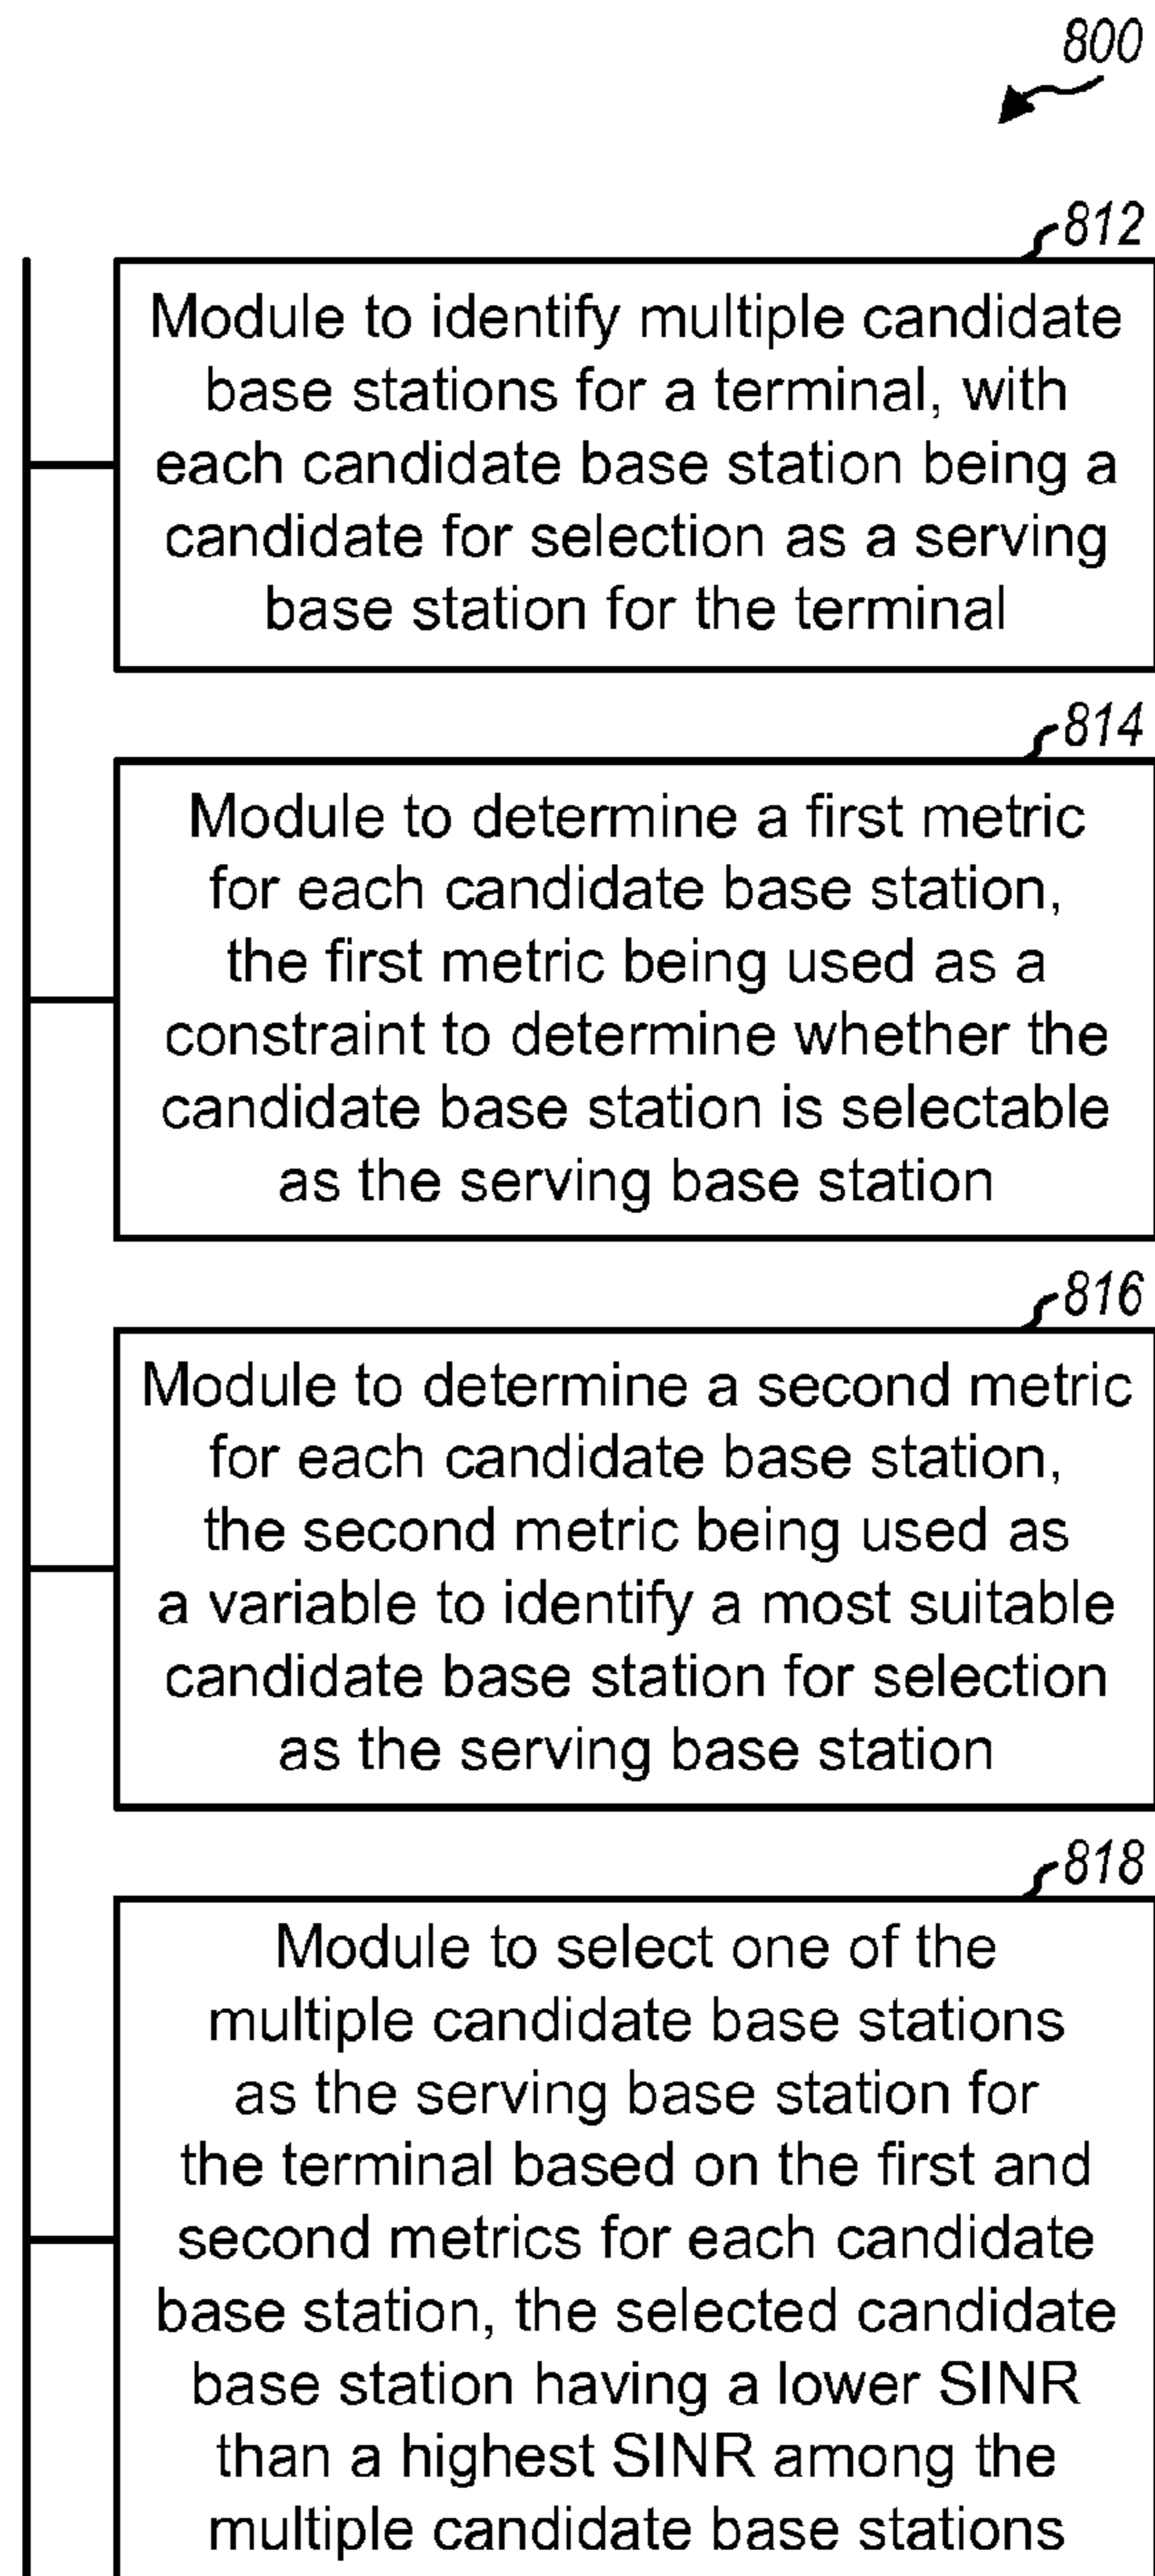 800
812
Module to identify multiple candidate
base stations for a terminal, with
each candidate base station being a
candidate for selection as a serving
base station for the terminal
814
Module to determine a first metric
for each candidate base station,
the first metric being used as a
constraint to determine whether the
candidate base station is selectable
as the serving base station
816
Module to determine a second metric
for each candidate base station,
the second metric being used as
a variable to identify a most suitable
candidate base station for selection
as the serving base station
818
Module to select one of the
multiple candidate base stations
as the serving base station for
the terminal based on the first and
second metrics for each candidate
base station, the selected candidate
base station having a lower SINR
than a highest SINR among the
multiple candidate base stations